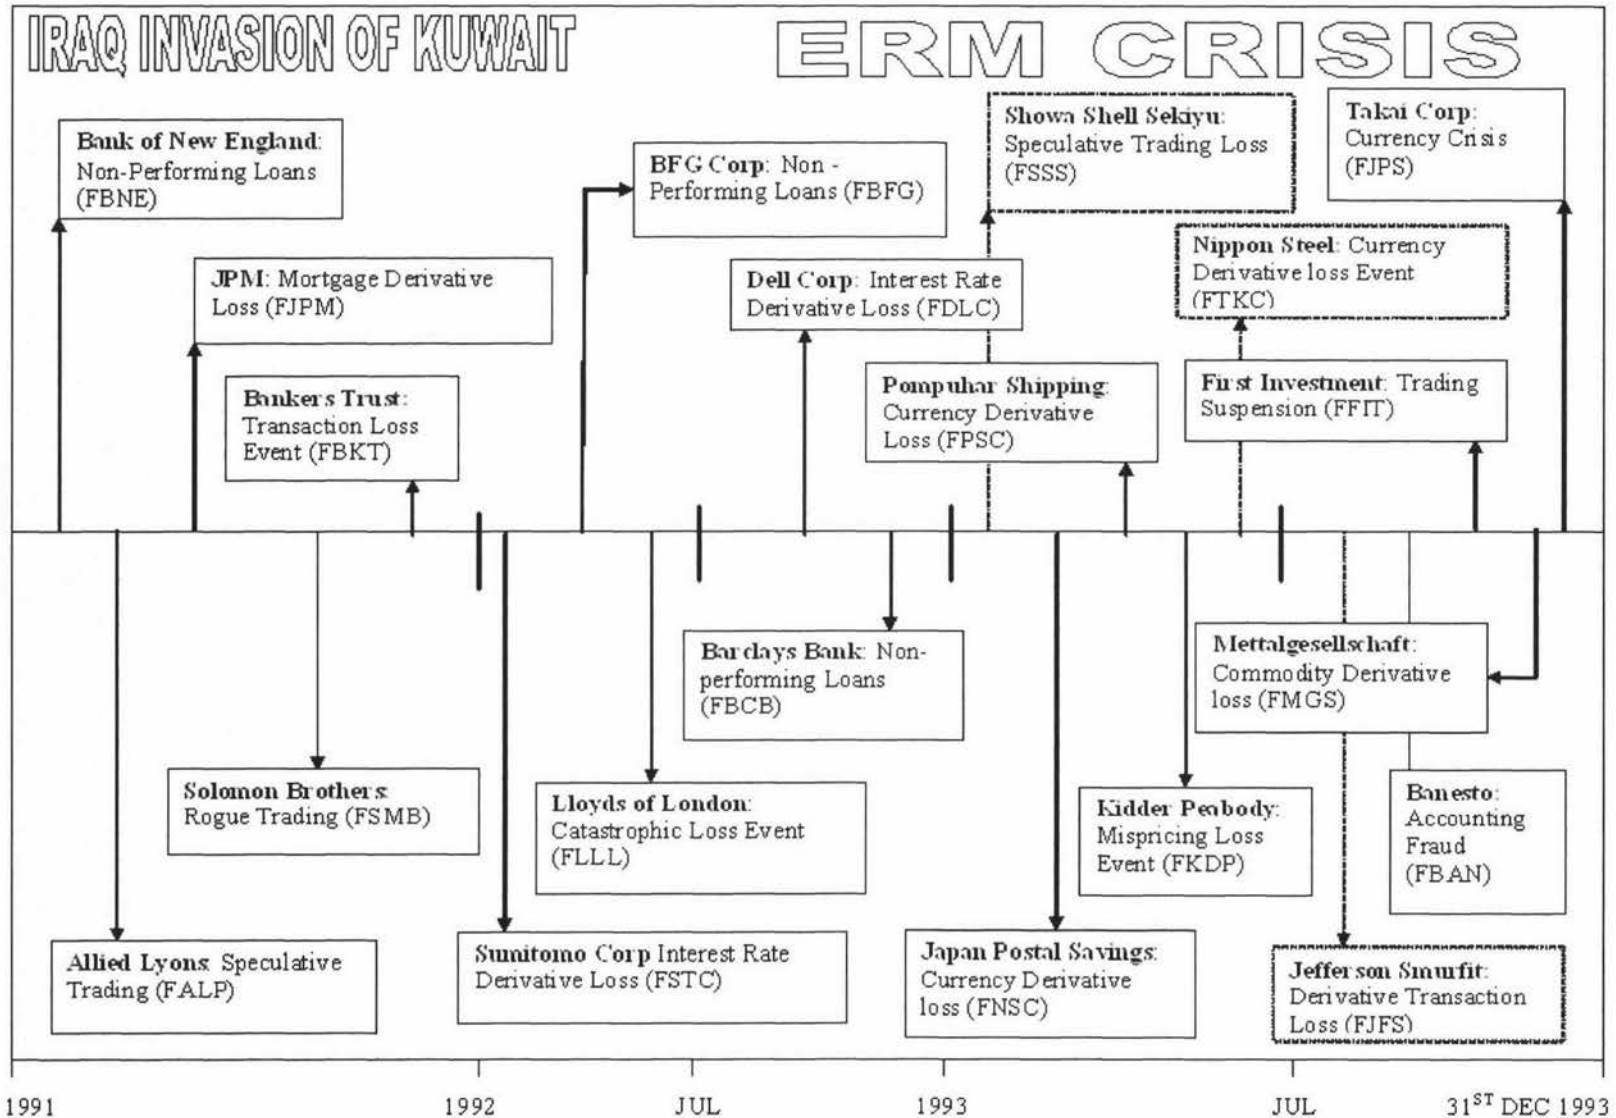 IRAQ INVASION OF KUWAIT
ERM CRISIS
Bank of New England:
Non-Performing Loans
(FBNE)
JPM: Mortgage Derivative
Loss (FJPM)
Bankers Trust:
Transaction Loss
Event (FBKT)
BFG Corp: Non -
Performing Loans (FBFG)
Dell Corp: Interest Rate
Derivative Loss (FDLC)
Showa Shell Sekiyu:
Speculative Trading Loss
(FSSS)
Pompuhar Shipping:
Currency Derivative
Loss (FPSC)
Nippon Steel: Currency
Derivative loss Event
(FTKC)
Takai Corp:
Currency Crisis
(FJPS)
First Investment: Trading
Suspension (FFIT)
Allied Lyons: Speculative
Trading (FALP)
Solomon Brothers:
Rogue Trading (FSMB)
Sumitomo Corp Interest Rate
Derivative Loss (FSTC)
Lloyds of London:
Catastrophic Loss Event
(FLLL)
Barclays Bank: Non-
performing Loans
(FBCB)
Japan Postal Savings:
Currency Derivative
loss (FNSC)
Kidder Peabody:
Mispricing Loss
Event (FKDP)
Mettalgesellschaft:
Commodity Derivative
loss (FMGS)
Banesto:
Accounting
Fraud
(FBAN)
Jefferson Smurfit:
Derivative Transaction
Loss (FJFS)
1991
1992
JUL
1993
JUL
31ST DEC 1993